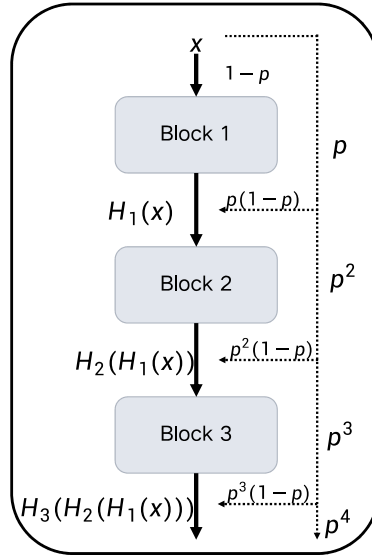 x
1-p
Block 1
p
H₁(x)
p(1-p)
Block 2
p²
H₂(H₁(x))
p²(1-p)
Block 3
p³
H₃(H₂(H₁(x)))
p³(1-p)
p⁴